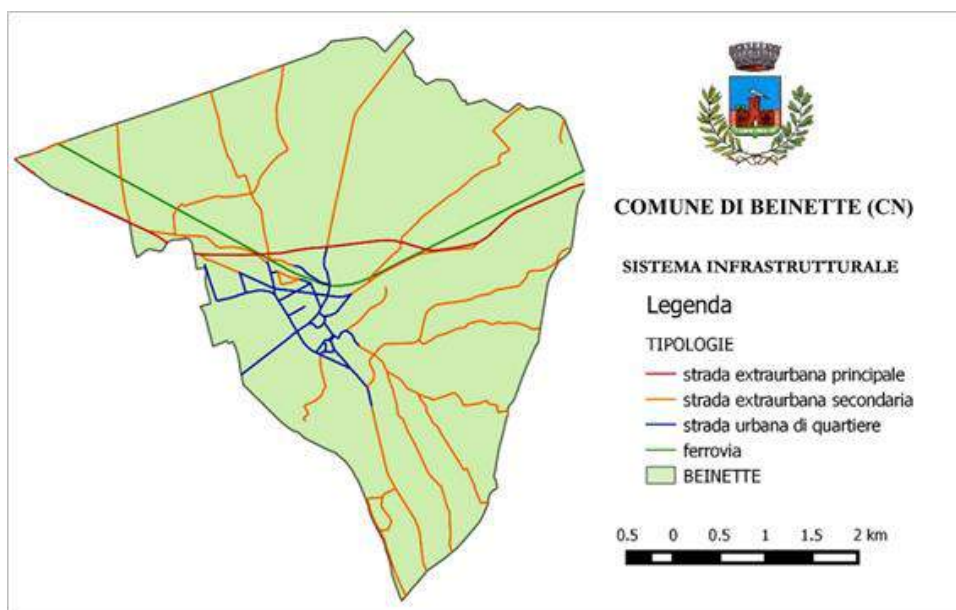 COMUNE DI BEINETTE (CN)
SISTEMA INFRASTRUTTURALE
Legenda
TIPOLOGIE
strada extraurbana principale
strada extraurbana secondaria
strada urbana di quartiere
ferrovia
BEINETTE
0.5 0 0.5 1 1.5 2 km